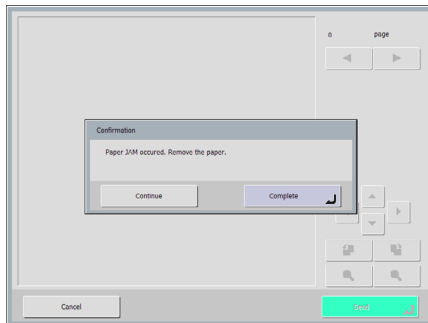 0 page
Confirmation
Paper JAM occured. Remove the paper.
Continue Complete
Cancel Send